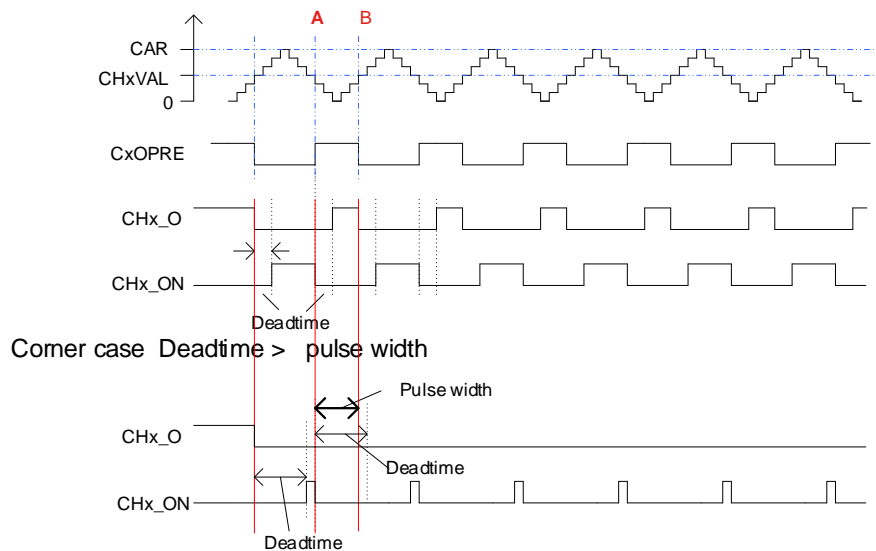 A B
CAR
CHxVAL
0
CxOPRE
CHx_O
CHx_ON
Deadtime
Corner case Deadtime > pulse width
Pulse width
CHx_O
Deadtime
CHx_ON
Deadtime